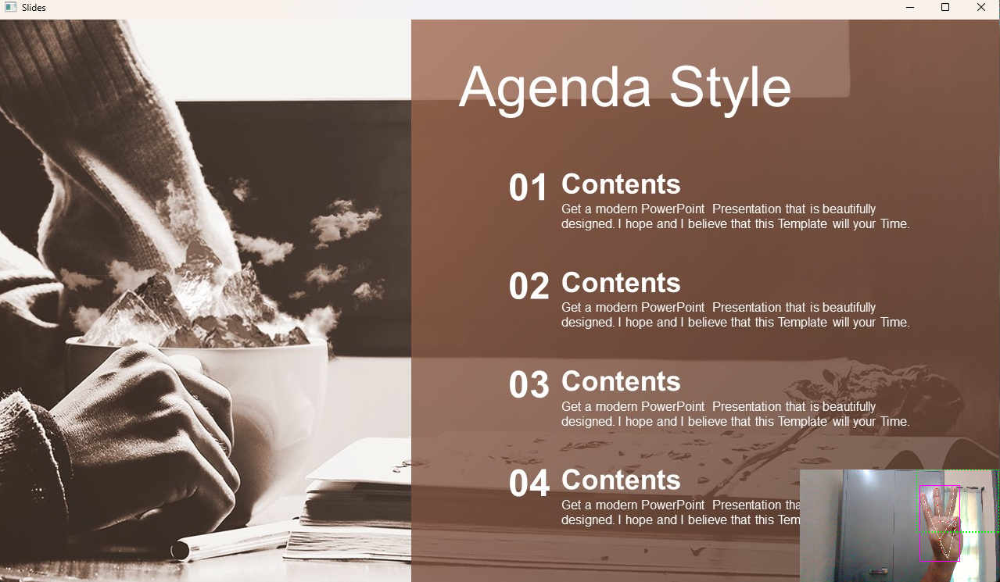 Slides
Agenda Style
01 Contents
Get a modern PowerPoint Presentation that is beautifully
designed. I hope and I believe that this Template will your Time.
02 Contents
Get a modern PowerPoint Presentation that is beautifully
designed. I hope and I believe that this Template will your Time.
03 Contents
Get a modern PowerPoint Presentation that is beautifully
designed. I hope and I believe that this Template will your Time.
04 Contents
Get a modern PowerPoint Presentation tha
designed. I hope and I believe that this Tem